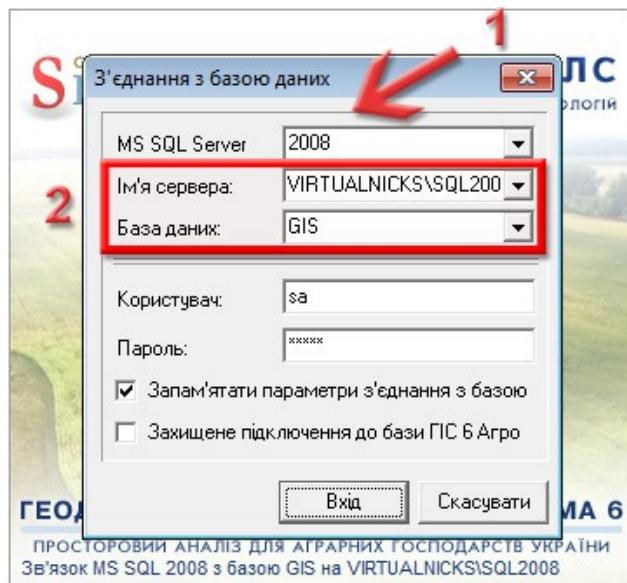 1
З'єднання з базою даних
ЛС
MS SQL Server 2008
2
Ім'я сервера: VIRTUALNICKS\SQL200
База даних: GIS
Користувач: sa
Пароль: *****
Запам'ятати параметри з'єднання з базою
Захищене підключення до бази ГІС 6 Агро
Вхід Скасувати
МА 6
ПРОСТОРОВИЙ АНАЛІЗ ДЛЯ АГРАРНИХ ГОСПОДАРСТВ УКРАЇНИ
Зв'язок MS SQL 2008 з базою GIS на VIRTUALNICKS\SQL2008